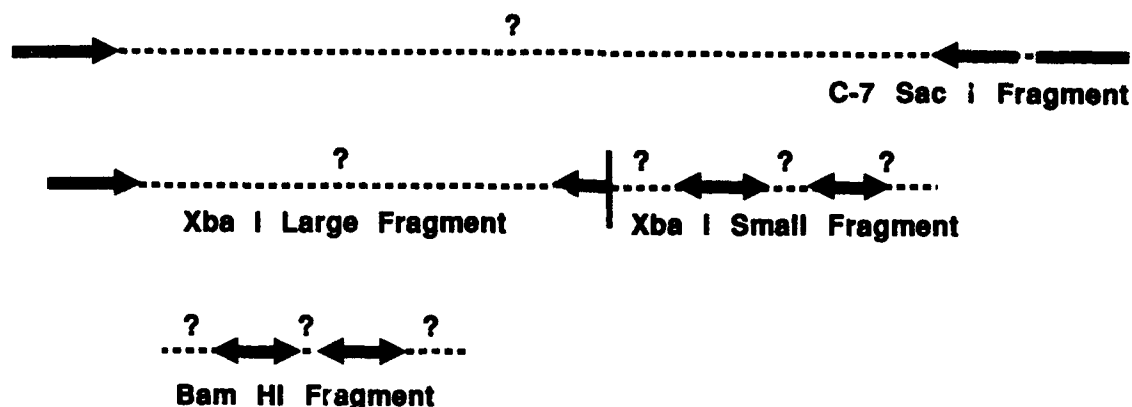 ?
C-7 Sac I Fragment
? ? ? ?
Xba I Large Fragment Xba I Small Fragment
? ? ?
Bam HI Fragment